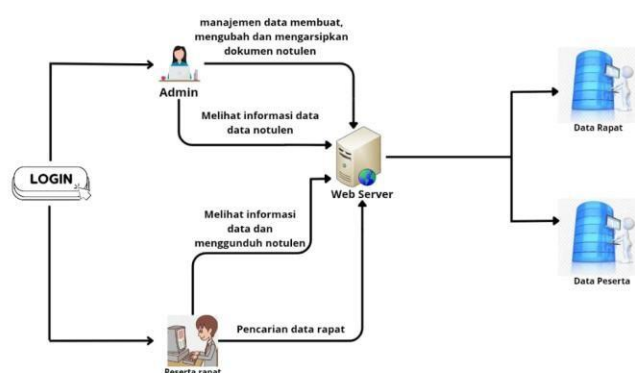 manajemen data membuat,
mengubah dan mengarsipkan
dokumen notulen
Admin
Melihat informasi data
data notulen
LOGIN
Web Server
Data Rapat
Melihat informasi
data dan
menggunduh notulen
Data Peserta
Pencarian data rapat
Peserta rapat